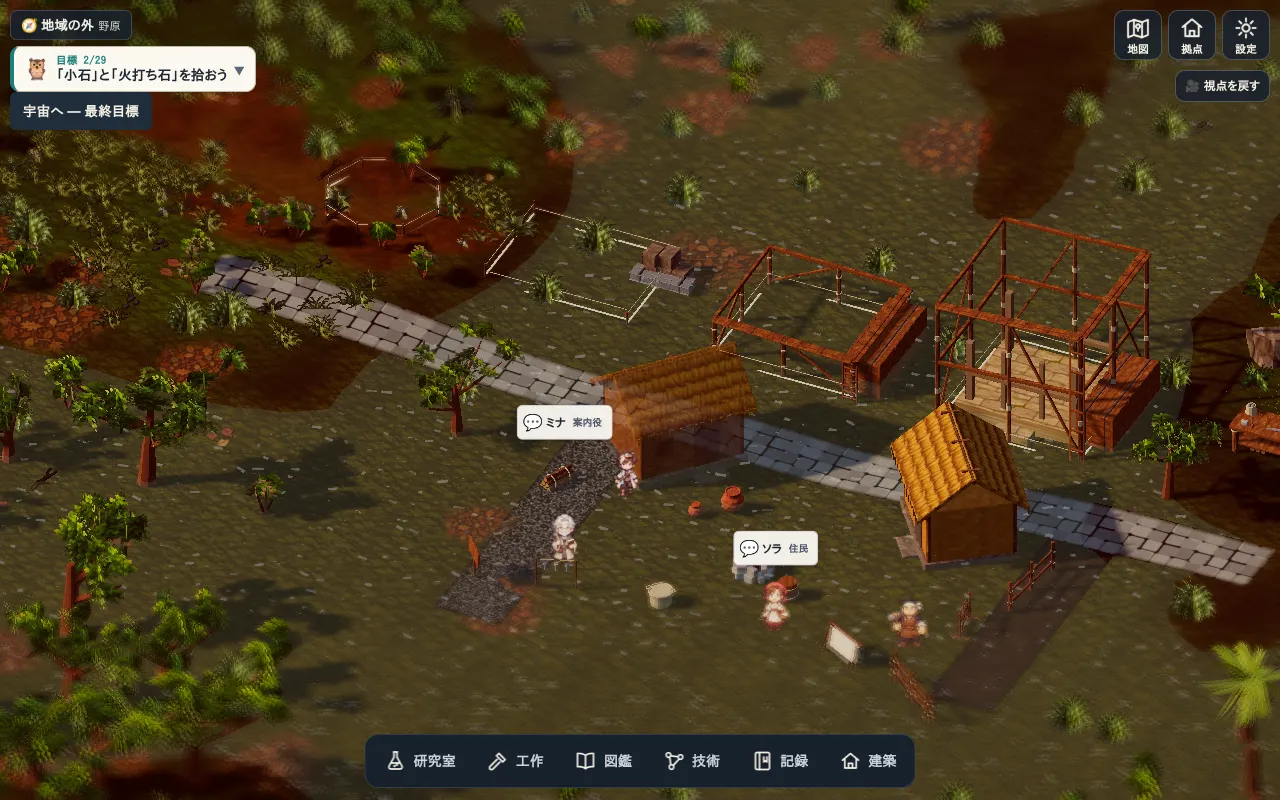 地域の外 野原
目標 2/29
「小石」と「火打ち石」を拾おう ▼
宇宙へ — 最終目標
地図
拠点
設定
視点を戻す
ミナ 案内役
ソラ 住民
研究室
工作
図鑑
技術
記録
建築